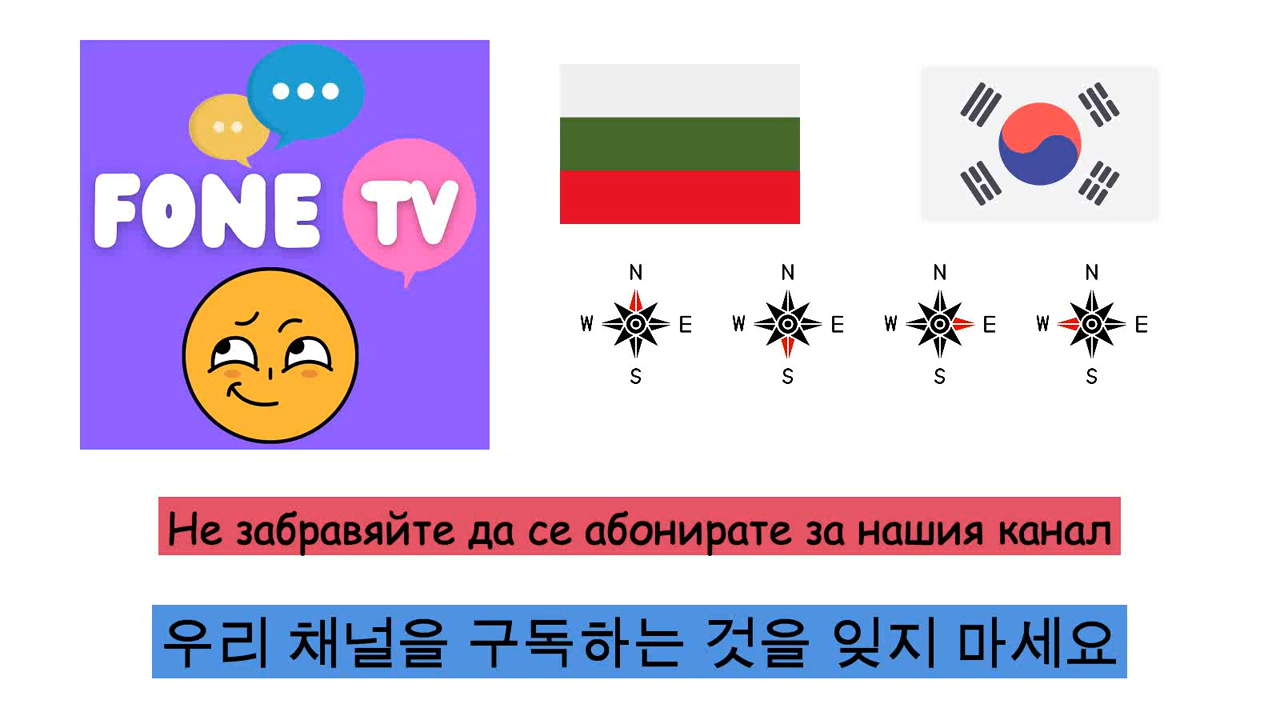 FONE TV
N
W E
S
N
W E
S
N
W E
S
N
W E
S
Не забравяйте да се абонирате за нашия канал
우리 채널을 구독하는 것을 잊지 마세요